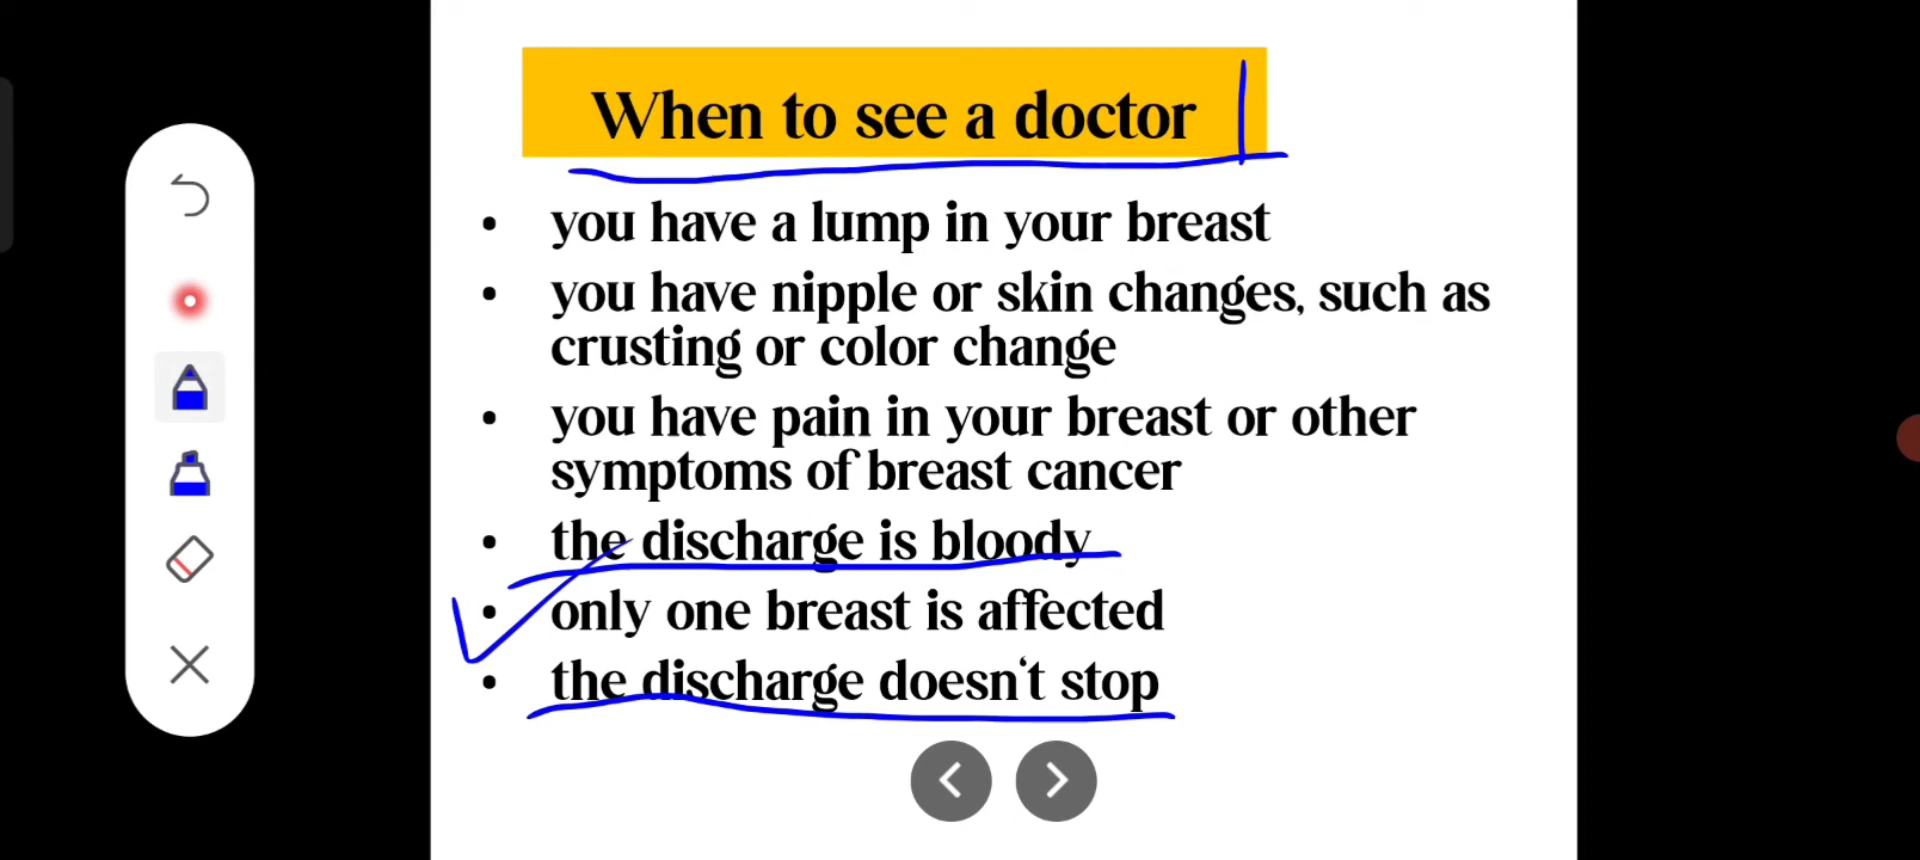 When to see a doctor
• you have a lump in your breast
• you have nipple or skin changes, such as
crusting or color change
• you have pain in your breast or other
symptoms of breast cancer
• the discharge is bloody
• only one breast is affected
• the discharge doesn‘t stop